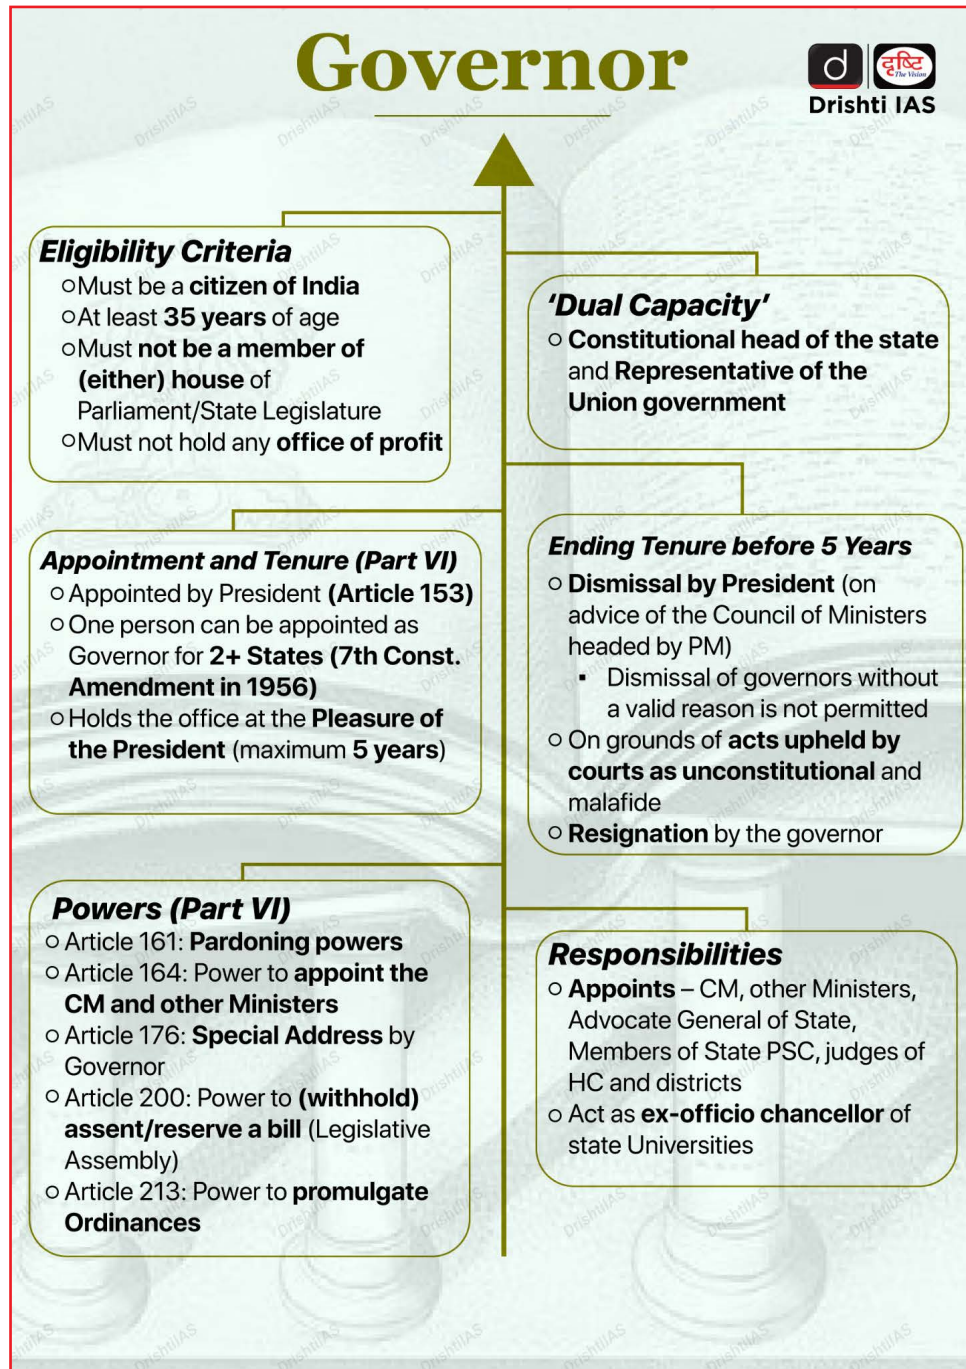 Governor
d
दृष्टि
The Vision
Drishti IAS
Eligibility Criteria
Must be a citizen of India
At least 35 years of age
Must not be a member of
(either) house of
Parliament/State Legislature
Must not hold any office of profit
'Dual Capacity'
Constitutional head of the state
and Representative of the
Union government
Appointment and Tenure (Part VI)
Appointed by President (Article 153)
One person can be appointed as
Governor for 2+ States (7th Const.
Amendment in 1956)
Holds the office at the Pleasure of
the President (maximum 5 years)
Ending Tenure before 5 Years
Dismissal by President (on
advice of the Council of Ministers
headed by PM)
Dismissal of governors without
a valid reason is not permitted
On grounds of acts upheld by
courts as unconstitutional and
malafide
Resignation by the governor
Powers (Part VI)
Article 161: Pardoning powers
Article 164: Power to appoint the
CM and other Ministers
Article 176: Special Address by
Governor
Article 200: Power to (withhold)
assent/reserve a bill (Legislative
Assembly)
Article 213: Power to promulgate
Ordinances
Responsibilities
Appoints – CM, other Ministers,
Advocate General of State,
Members of State PSC, judges of
HC and districts
Act as ex-officio chancellor of
state Universities
DrishtiIAS